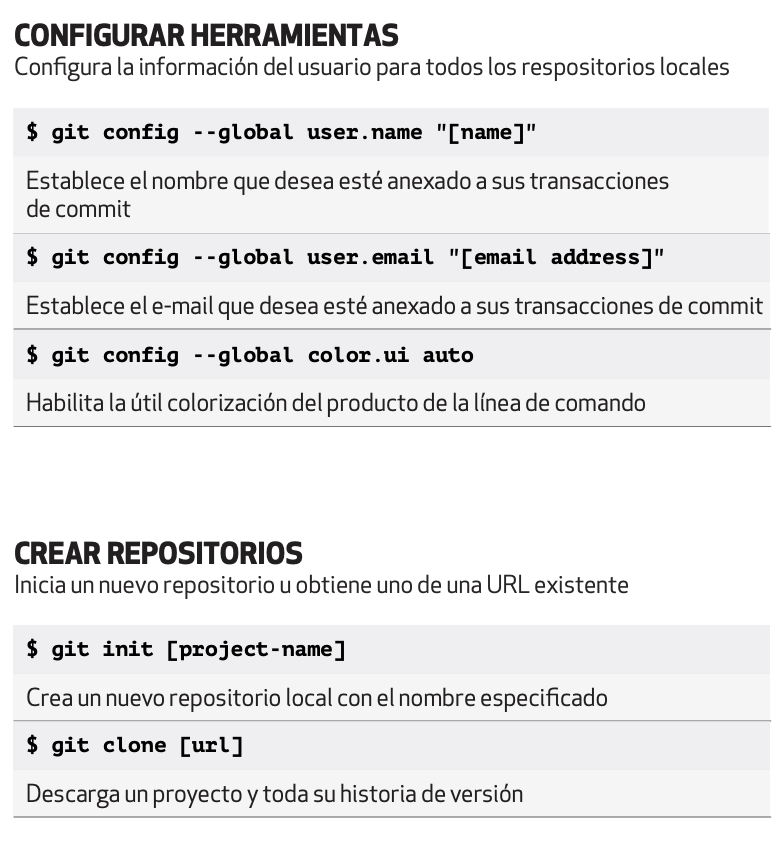 CONFIGURAR HERRAMIENTAS
Configura la información del usuario para todos los respositorios locales
$ git config --global user.name "[name]"
Establece el nombre que desea esté anexado a sus transacciones
de commit
$ git config --global user.email "[email address]"
Establece el e-mail que desea esté anexado a sus transacciones de commit
$ git config --global color.ui auto
Habilita la útil colorización del producto de la línea de comando
CREAR REPOSITORIOS
Inicia un nuevo repositorio u obtiene uno de una URL existente
$ git init [project-name]
Crea un nuevo repositorio local con el nombre especificado
$ git clone [url]
Descarga un proyecto y toda su historia de versión